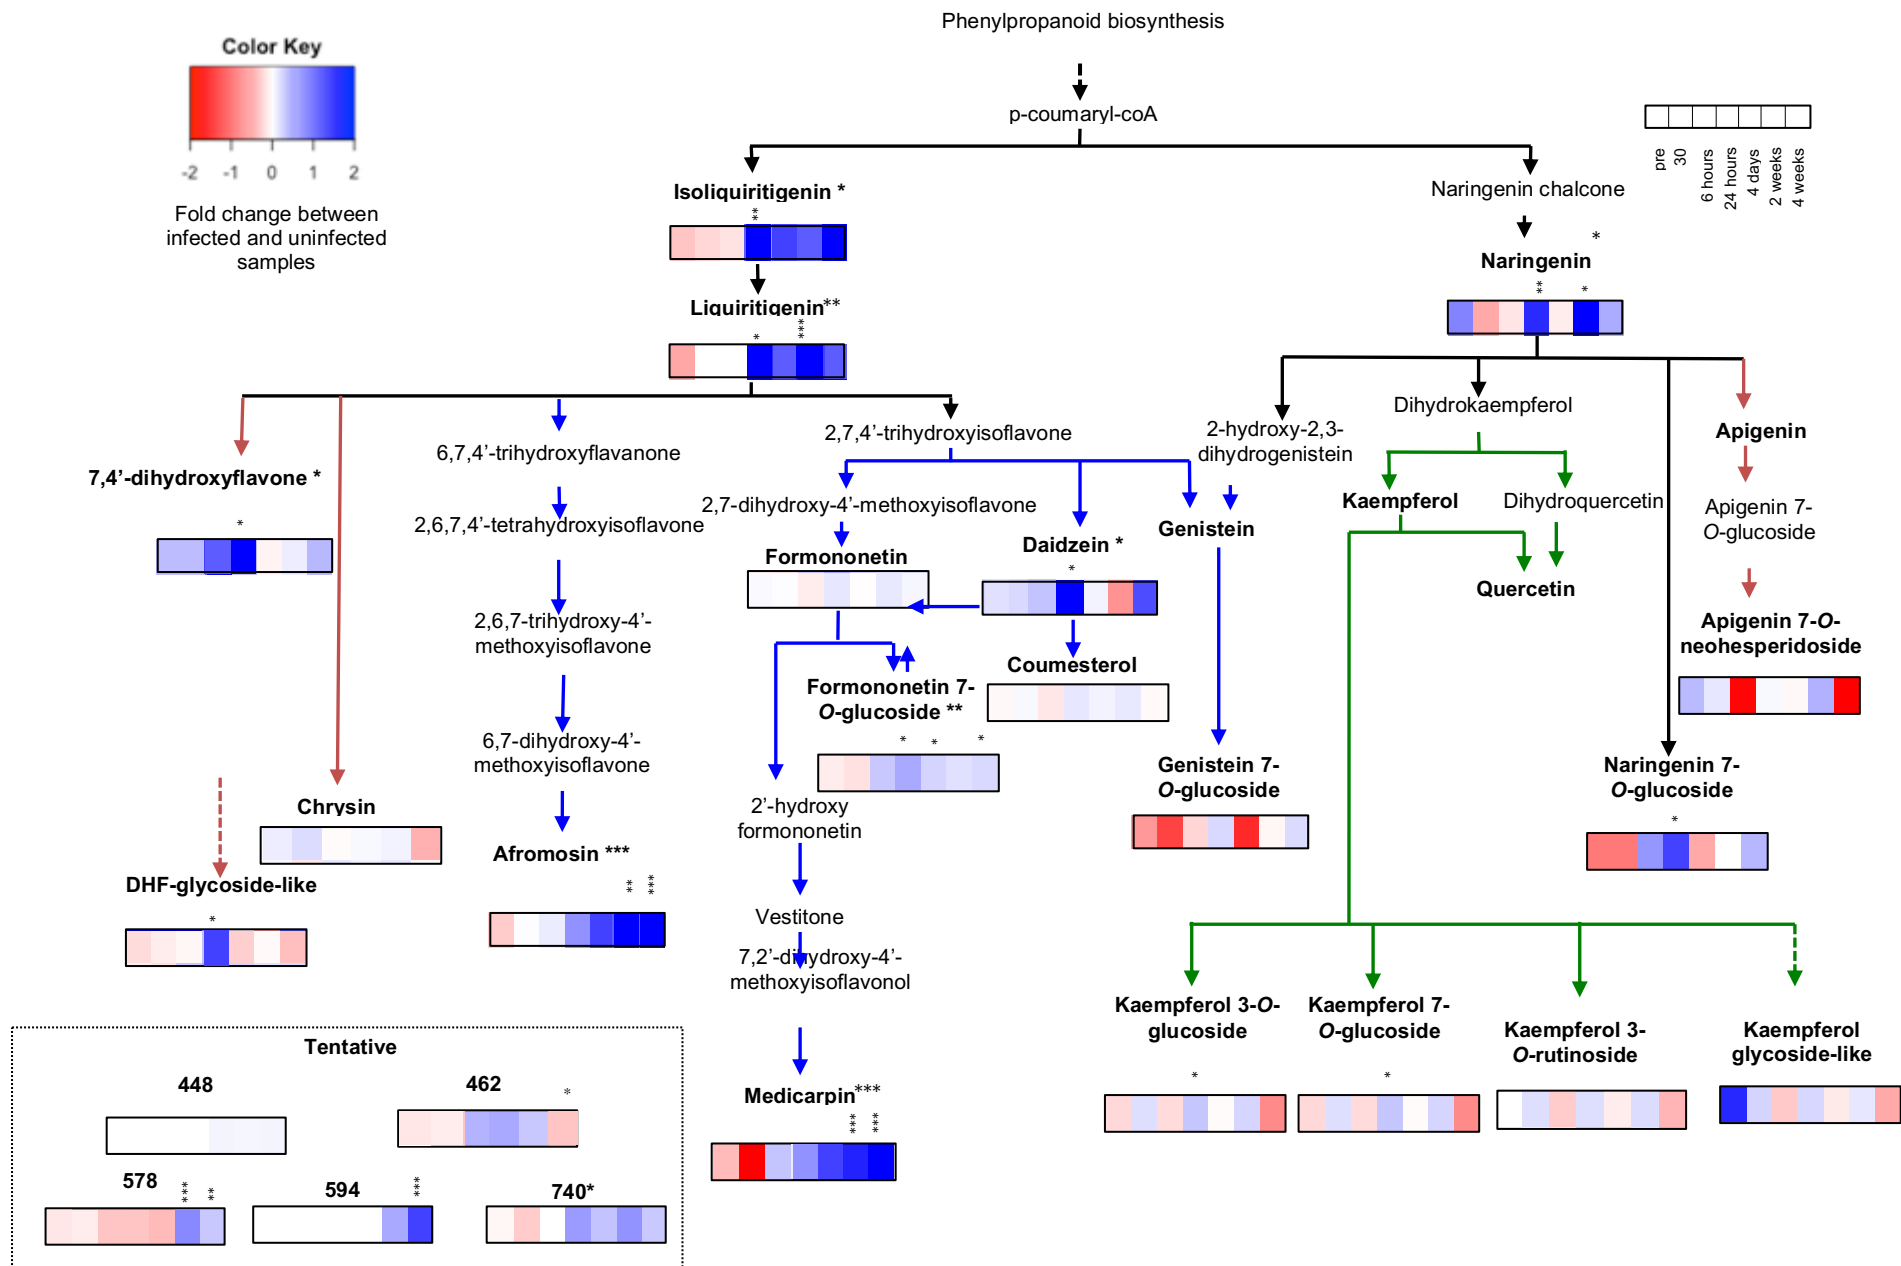 Phenylpropanoid biosynthesis
Color Key
-2 -1 0 1 2
Fold change between
infected and uninfected
samples
p-coumaryl-coA
pre
30
6 hours
24 hours
4 days
2 weeks
4 weeks
Isoliquiritigenin *
**
Naringenin chalcone
*
Naringenin
** *
Liquiritigenin**
* ***
7,4’-dihydroxyflavone *
*
6,7,4’-trihydroxyflavanone
2,6,7,4’-tetrahydroxyisoflavone
2,6,7-trihydroxy-4’-
methoxyisoflavone
6,7-dihydroxy-4’-
methoxyisoflavone
Afromosin ***
** ***
Chrysin
DHF-glycoside-like
*
2,7,4’-trihydroxyisoflavone
2,7-dihydroxy-4’-methoxyisoflavone
Formononetin
Daidzein *
*
Coumesterol
Formononetin 7-
O-glucoside **
* * *
2’-hydroxy
formononetin
Vestitone
7,2’-dihydroxy-4’-
methoxyisoflavonol
Medicarpin***
*** ***
2-hydroxy-2,3-
dihydrogenistein
Genistein
Genistein 7-
O-glucoside
Dihydrokaempferol
Kaempferol
Dihydroquercetin
Quercetin
Apigenin
Apigenin 7-
O-glucoside
Apigenin 7-O-
neohesperidoside
Naringenin 7-
O-glucoside
*
Kaempferol 3-O-
glucoside
*
Kaempferol 7-
O-glucoside
*
Kaempferol 3-
O-rutinoside
Kaempferol
glycoside-like
Tentative
448
462
*
578
*** **
594
***
740*